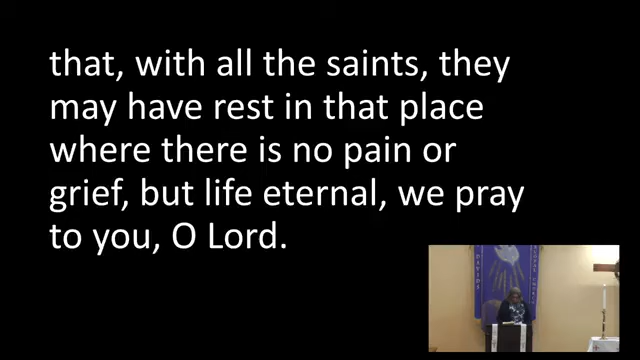 that, with all the saints, they
may have rest in that place
where there is no pain or
grief, but life eternal, we pray
to you, O Lord.
DAVIDS